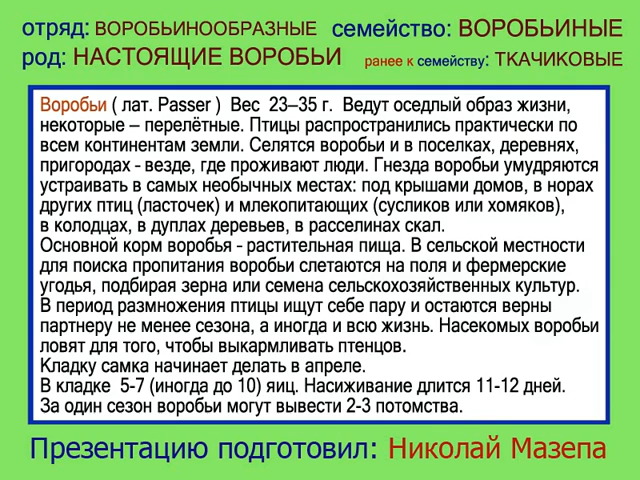 отряд: ВОРОБЬИНООБРАЗНЫЕ семейство: ВОРОБЬИНЫЕ
род: НАСТОЯЩИЕ ВОРОБЬИ ранее к семейству: ТКАЧИКОВЫЕ
Воробьи ( лат. Passer ) Вес 23–35 г. Ведут оседлый образ жизни,
некоторые – перелётные. Птицы распространились практически по
всем континентам земли. Селятся воробьи и в поселках, деревнях,
пригородах - везде, где проживают люди. Гнезда воробьи умудряются
устраивать в самых необычных местах: под крышами домов, в норах
других птиц (ласточек) и млекопитающих (сусликов или хомяков),
в колодцах, в дуплах деревьев, в расселинах скал.
Основной корм воробья - растительная пища. В сельской местности
для поиска пропитания воробьи слетаются на поля и фермерские
угодья, подбирая зерна или семена сельскохозяйственных культур.
В период размножения птицы ищут себе пару и остаются верны
партнеру не менее сезона, а иногда и всю жизнь. Насекомых воробьи
ловят для того, чтобы выкармливать птенцов.
Кладку самка начинает делать в апреле.
В кладке 5-7 (иногда до 10) яиц. Насиживание длится 11-12 дней.
За один сезон воробьи могут вывести 2-3 потомства.
Презентацию подготовил: Николай Мазепа